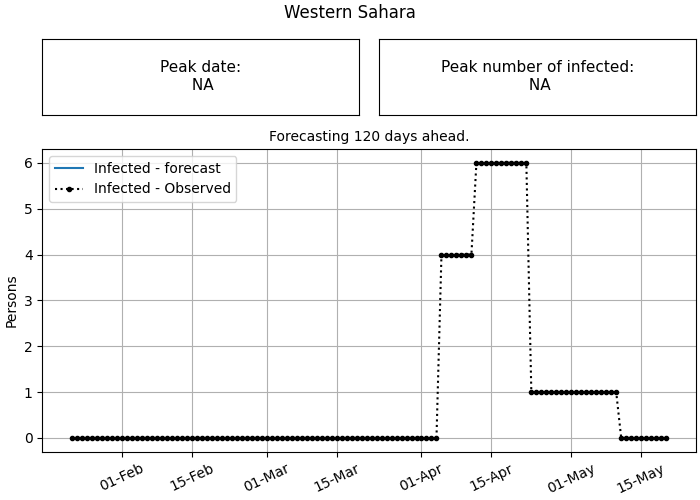 Western Sahara
Peak date:
NA
Peak number of infected:
NA
Forecasting 120 days ahead.
Infected - forecast
Infected - Observed
Persons
6
5
4
3
2
1
0
01-Feb
15-Feb
01-Mar
15-Mar
01-Apr
15-Apr
01-May
15-May